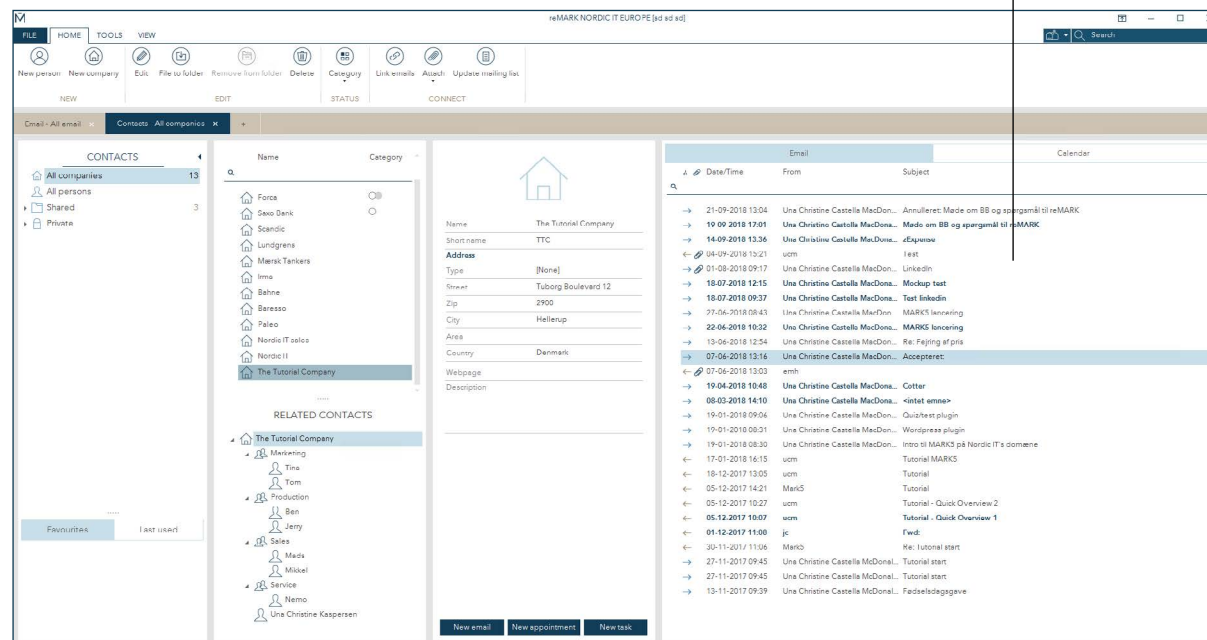 reMARK NORDIC IT EUROPE [sd sd sd]
FILE HOME TOOLS VIEW
Search
New person New company Edit File to folder Remove from folder Delete Category Link emails Attach Update mailing list
NEW EDIT STATUS CONNECT
Email - All email × Contacts All companies × +
CONTACTS
All companies 13
All persons
Shared 3
Private
Favourites Last used
Name Category
Forca
Saxo Bank
Scandic
Lundgrens
Mærsk Tankers
Irma
Bahne
Baresso
Paleo
Nordic IT sales
Nordic IT
The Tutorial Company
RELATED CONTACTS
The Tutorial Company
Marketing
Tina
Tom
Production
Ben
Jerry
Sales
Mads
Mikkel
Service
Nemo
Una Christine Kaspersen
Name The Tutorial Company
Short name TTC
Address
Type [None]
Street Tuborg Boulevard 12
Zip 2900
City Hellerup
Area
Country Denmark
Webpage
Description
New email New appointment New task
Email Calendar
Date/Time From Subject
21-09-2018 13:04 Una Christine Castella MacDon... Annulleret: Møde om BB og spørgsmål til reMARK
19-09-2018 17:01 Una Christine Castella MacDona... Møde om BB og spørgsmål til reMARK
14-09-2018 13:36 Una Christine Castella MacDona... zExpense
04-09-2018 15:21 ucm Test
01-08-2018 09:17 Una Christine Castella MacDon... LinkedIn
18-07-2018 12:15 Una Christine Castella MacDona... Mockup test
18-07-2018 09:37 Una Christine Castella MacDona... Test linkedin
27-06-2018 08:43 Una Christine Castella MacDon... MARK5 lancering
22-06-2018 10:32 Una Christine Castella MacDona... MARK5 lancering
13-06-2018 12:54 Una Christine Castella MacDon... Re: Fejring af pris
07-06-2018 13:16 Una Christine Castella MacDon... Accepteret:
07-06-2018 13:03 emh
19-04-2018 10:48 Una Christine Castella MacDona... Cotter
08-03-2018 14:10 Una Christine Castella MacDona... <intet emne>
19-01-2018 09:06 Una Christine Castella MacDon... Quiz/test plugin
19-01-2018 08:31 Una Christine Castella MacDon... Wordpress plugin
19-01-2018 08:30 Una Christine Castella MacDon... Intro til MARK5 på Nordic IT's domæne
17-01-2018 16:15 ucm Tutorial MARK5
18-12-2017 13:05 ucm Tutorial
05-12-2017 14:21 Mark5 Tutorial
05-12-2017 10:27 ucm Tutorial - Quick Overview 2
05-12-2017 10:07 ucm Tutorial - Quick Overview 1
01-12-2017 11:08 jc Fwd:
30-11-2017 11:06 Mark5 Re: Tutorial start
27-11-2017 09:45 Una Christine Castella McDonal... Tutorial start
27-11-2017 09:45 Una Christine Castella McDonal... Tutorial start
13-11-2017 09:39 Una Christine Castella McDonal... Fødselsdagsgave